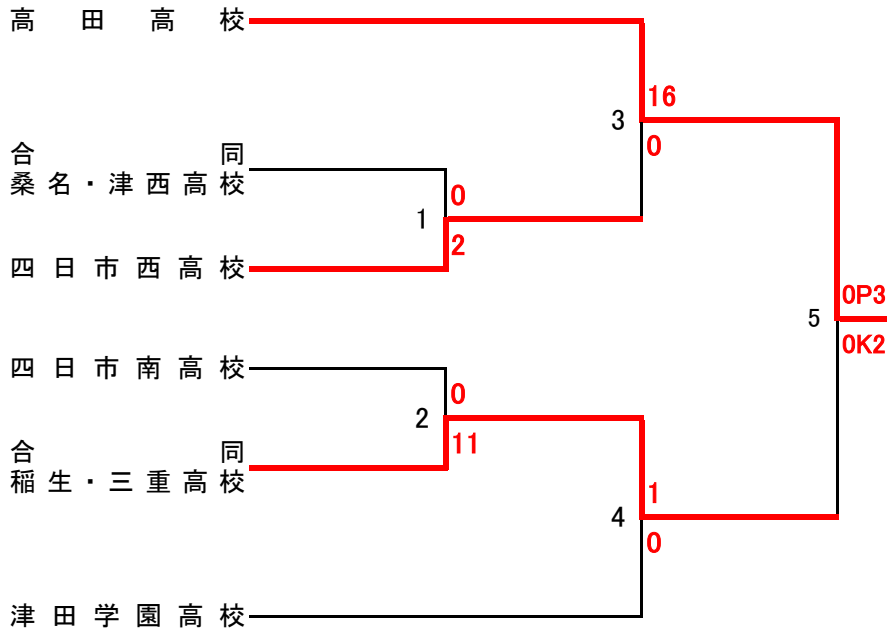 高田高校
16
3
0
合同
桑名・津西高校
0
1
2
四日市西高校
0P3
5
0K2
四日市南高校
0
2
11
合同
稲生・三重高校
1
4
0
津田学園高校